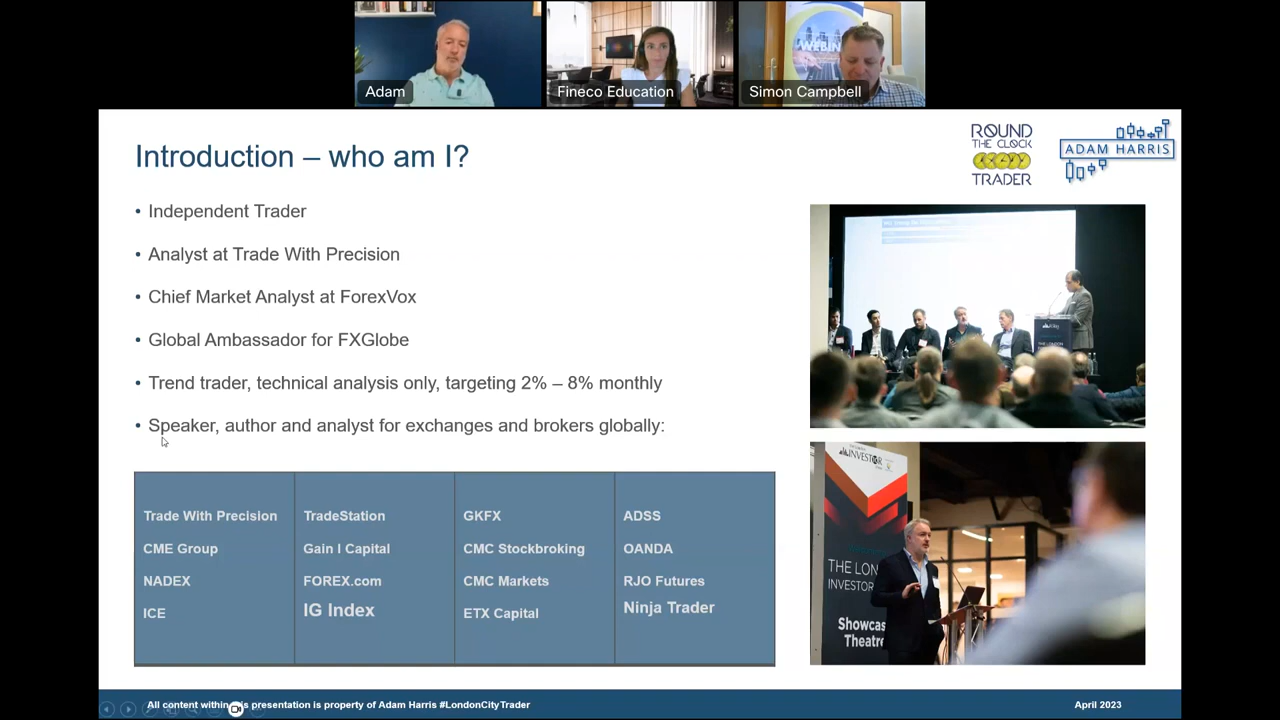 WEBIN
Adam
Fineco Education
Simon Campbell
Introduction – who am I?
ROUND
THE CLOCK
TRADER
ADAM HARRIS
• Independent Trader
• Analyst at Trade With Precision
• Chief Market Analyst at ForexVox
• Global Ambassador for FXGlobe
• Trend trader, technical analysis only, targeting 2% – 8% monthly
• Speaker, author and analyst for exchanges and brokers globally:
Trade With Precision
CME Group
NADEX
ICE
TradeStation
Gain I Capital
FOREX.com
IG Index
GKFX
CMC Stockbroking
CMC Markets
ETX Capital
ADSS
OANDA
RJO Futures
Ninja Trader
INVESTOR
THE LON
INVESTOR
Showcas
Theatre
All content within is presentation is property of Adam Harris #LondonCityTrader
April 2023